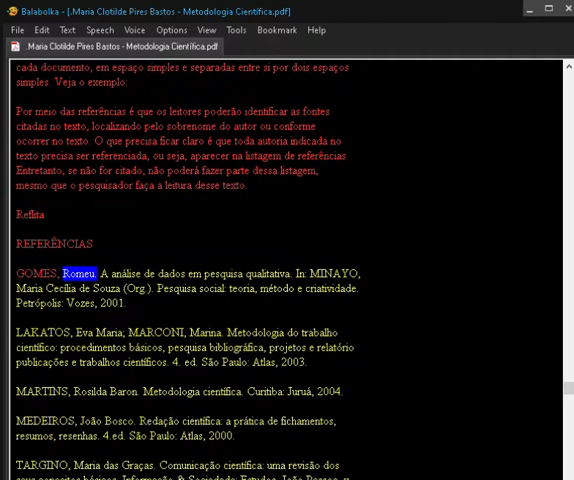 Balabolka - [.Maria Clotilde Pires Bastos - Metodologia Científica.pdf]
File Edit Text Speech Voice Options View Tools Bookmark Help
.Maria Clotilde Pires Bastos - Metodologia Científica.pdf
cada documento, em espaço simples e separadas entre si por dois espaços
simples. Veja o exemplo:
Por meio das referências é que os leitores poderão identificar as fontes
citadas no texto, localizando pelo sobrenome do autor ou conforme
ocorrer no texto. O que precisa ficar claro é que toda autoria indicada no
texto precisa ser referenciada, ou seja, aparecer na listagem de referências.
Entretanto, se não for citado, não poderá fazer parte dessa listagem,
mesmo que o pesquisador faça a leitura desse texto.
Reflita
REFERÊNCIAS
GOMES, Romeu. A análise de dados em pesquisa qualitativa. In: MINAYO,
Maria Cecília de Souza (Org.). Pesquisa social: teoria, método e criatividade.
Petrópolis: Vozes, 2001.
LAKATOS, Eva Maria; MARCONI, Marina. Metodologia do trabalho
científico: procedimentos básicos, pesquisa bibliográfica, projetos e relatório
publicações e trabalhos científicos. 4. ed. São Paulo: Atlas, 2003.
MARTINS, Rosilda Baron. Metodologia científica. Curitiba: Juruá, 2004.
MEDEIROS, João Bosco. Redação científica: a prática de fichamentos,
resumos, resenhas. 4.ed. São Paulo: Atlas, 2000.
TARGINO, Maria das Graças. Comunicação científica: uma revisão dos
seus conceitos básicos. Informação & Sociedade: Estudos, João Pessoa, v.